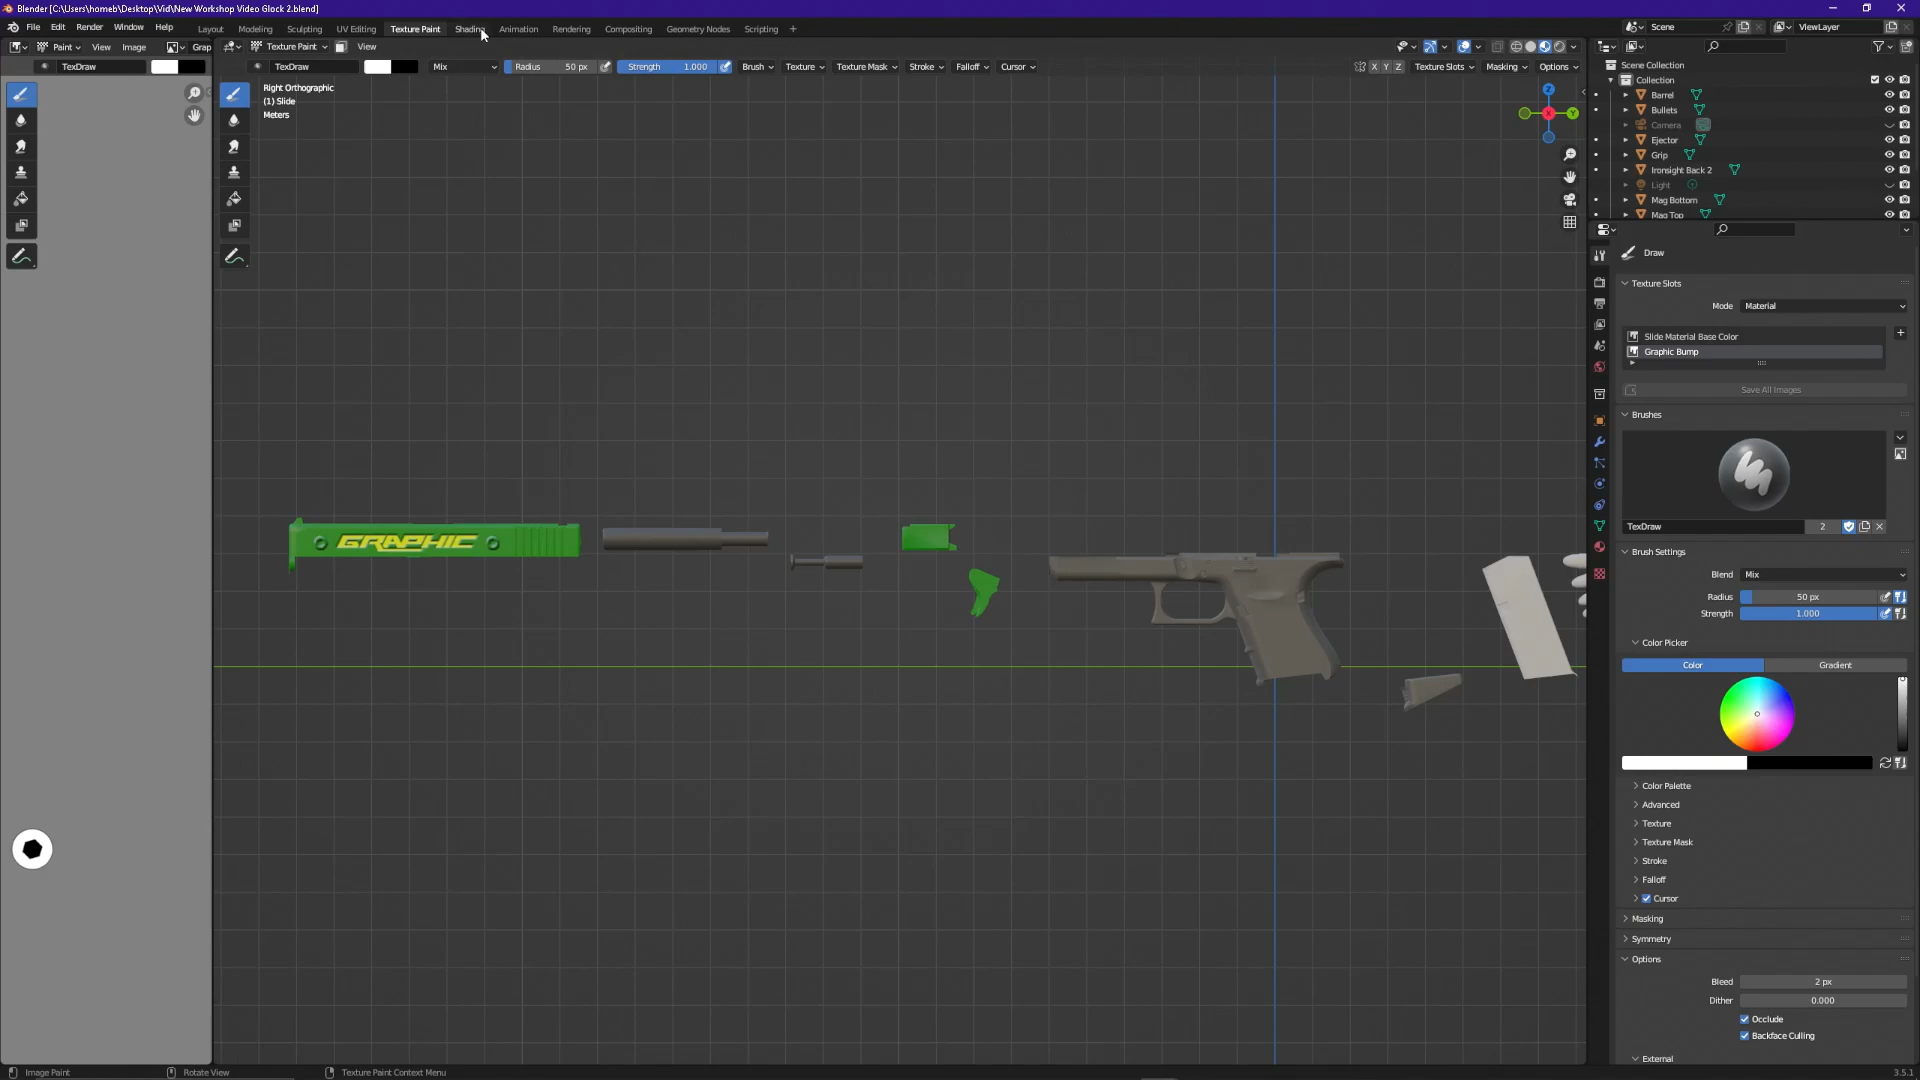 Blender [C:\Users\homeb\Desktop\Vid\New Workshop Video Glock 2.blend]
File Edit Render Window Help Layout Modeling Sculpting UV Editing Texture Paint Shading Animation Rendering Compositing Geometry Nodes Scripting + Scene ViewLayer
Paint View Image Grap Texture Paint View
TexDraw TexDraw Mix Radius 50 px Strength 1.000 Brush Texture Texture Mask Stroke Falloff Cursor X Y Z Texture Slots Masking Options
Right Orthographic
(1) Slide
Meters
Z
X
Y
GRAPHIC
Scene Collection
Collection
Barrel
Bullets
Camera
Ejector
Grip
Ironsight Back 2
Light
Mag Bottom
Mag Top
Draw
Texture Slots
Mode Material
Slide Material Base Color
Graphic Bump
Save All Images
Brushes
TexDraw 2
Brush Settings
Blend Mix
Radius 50 px
Strength 1.000
Color Picker
Color Gradient
Color Palette
Advanced
Texture
Texture Mask
Stroke
Falloff
Cursor
Masking
Symmetry
Options
Bleed 2 px
Dither 0.000
Occlude
Backface Culling
External
Image Paint Rotate View Texture Paint Context Menu 3.5.1